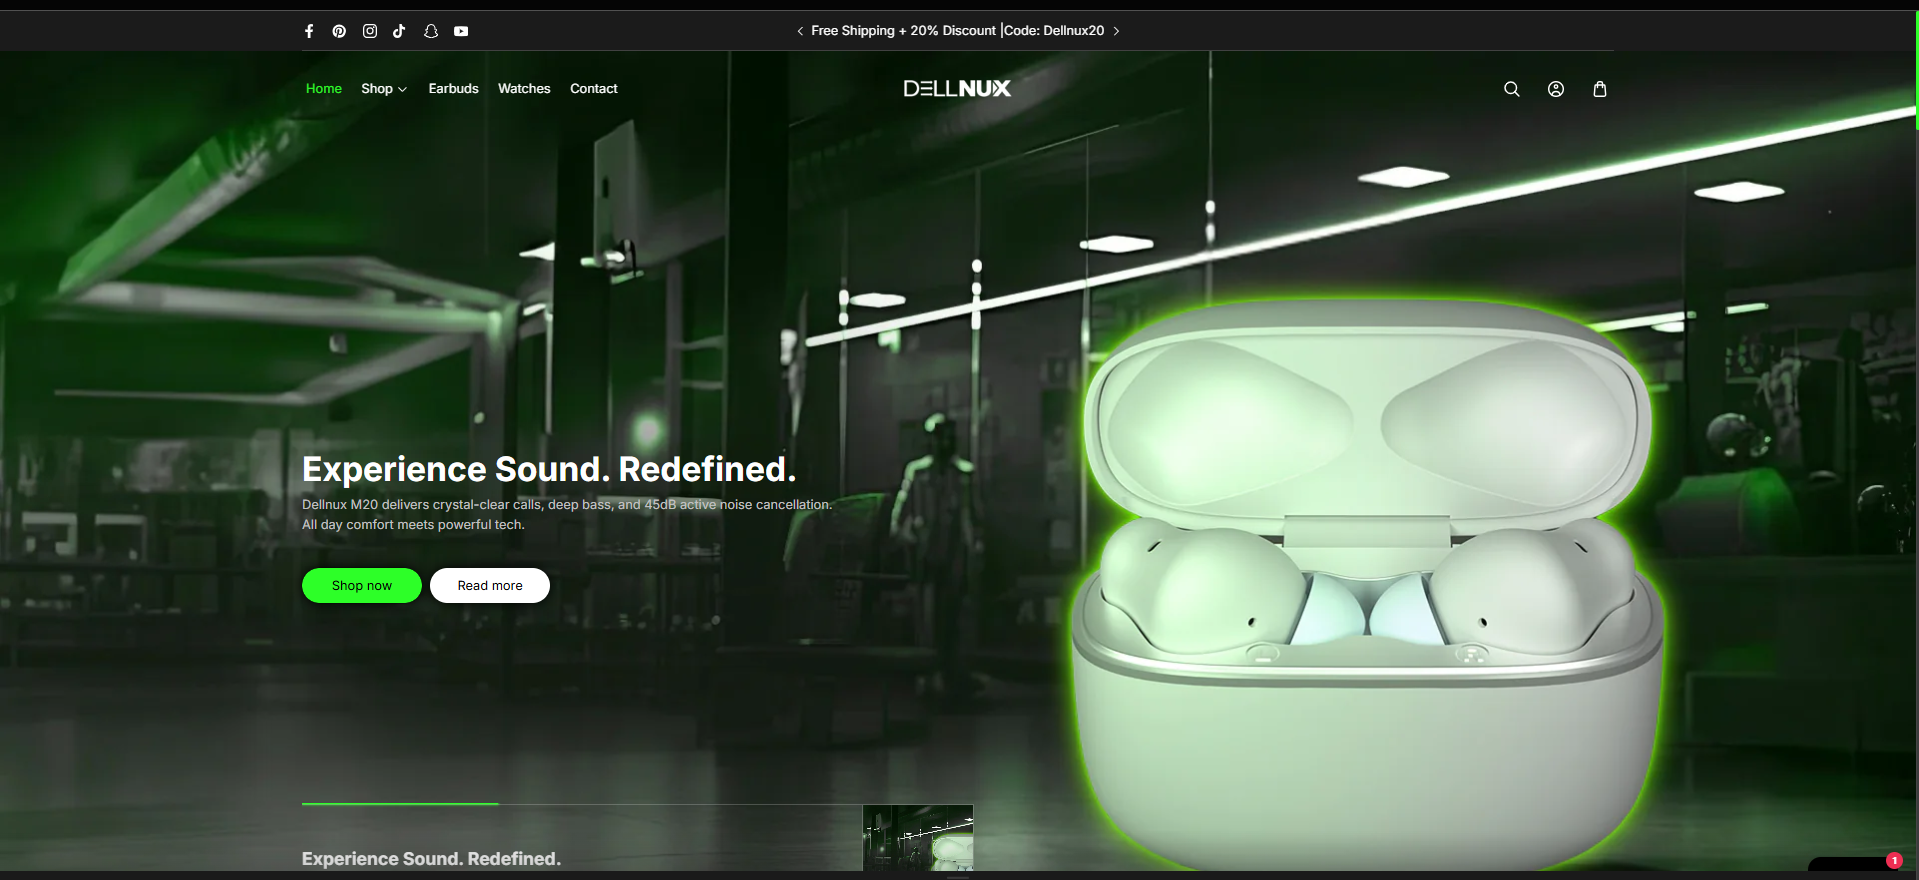 Free Shipping + 20% Discount |Code: Dellnux20
Home Shop Earbuds Watches Contact
DELLNUX
Experience Sound. Redefined.
Dellnux M20 delivers crystal-clear calls, deep bass, and 45dB active noise cancellation.
All day comfort meets powerful tech.
Shop now Read more
Experience Sound. Redefined.
1